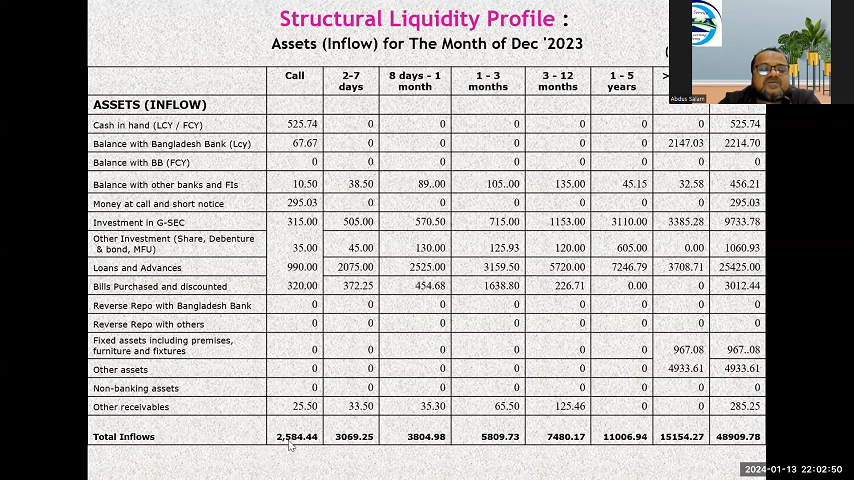 Structural Liquidity Profile :
Assets (Inflow) for The Month of Dec '2023
(
Call 2-7 days 8 days - 1 month 1 - 3 months 3 - 12 months 1 - 5 years >
ASSETS (INFLOW)
Cash in hand (LCY / FCY) 525.74 0 0 0 0 0 0 525.74
Balance with Bangladesh Bank (Lcy) 67.67 0 0 0 0 0 2147.03 2214.70
Balance with BB (FCY) 0 0 0 0 0 0 0 0
Balance with other banks and FIs 10.50 38.50 89..00 105..00 135.00 45.15 32.58 456.21
Money at call and short notice 295.03 0 0 0 0 0 0 295.03
Investment in G-SEC 315.00 505.00 570.50 715.00 1153.00 3110.00 3385.28 9733.78
Other Investment (Share, Debenture & bond, MFU) 35.00 45.00 130.00 125.93 120.00 605.00 0.00 1060.93
Loans and Advances 990.00 2075.00 2525.00 3159.50 5720.00 7246.79 3708.71 25425.00
Bills Purchased and discounted 320.00 372.25 454.68 1638.80 226.71 0.00 0 3012.44
Reverse Repo with Bangladesh Bank 0 0 0 0 0 0 0 0
Reverse Repo with others 0 0 0 0 0 0 0 0
Fixed assets including premises, furniture and fixtures 0 0 0 0 0 0 967.08 967..08
Other assets 0 0 0 0 0 0 4933.61 4933.61
Non-banking assets 0 0 0 0 0 0 0 0
Other receivables 25.50 33.50 35.30 65.50 125.46 0 0 285.25
Total Inflows 2,584.44 3069.25 3804.98 5809.73 7480.17 11006.94 15154.27 48909.78
Abdus Salam
2024-01-13 22:02:50